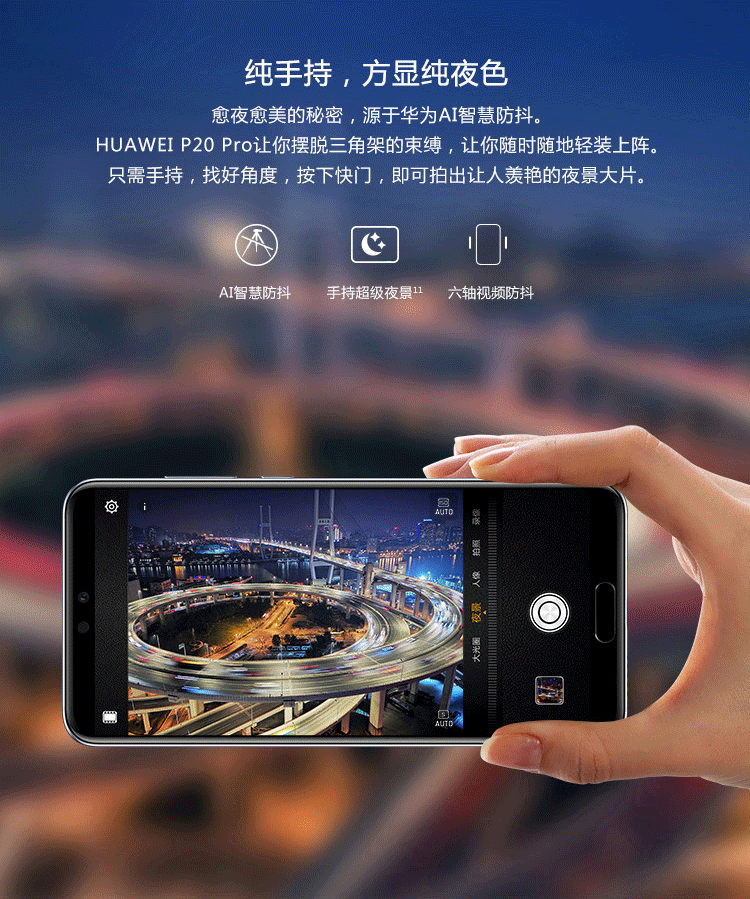 纯手持，方显纯夜色
愈夜愈美的秘密，源于华为AI智慧防抖。
HUAWEI P20 Pro让你摆脱三角架的束缚，让你随时随地轻装上阵。
只需手持，找好角度，按下快门，即可拍出让人羡艳的夜景大片。
AI智慧防抖
手持超级夜景11
六轴视频防抖
i
ISO
AUTO
录像
拍照
人像
夜景
大光圈
S
AUTO